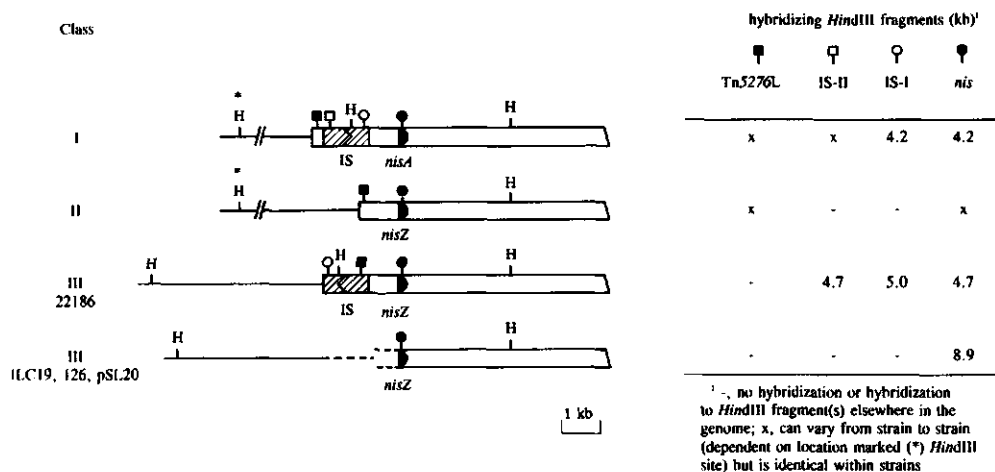 Class
hybridizing HindIII fragments (kb)¹
Tn5276L IS-II IS-I nis
* H H H
I
IS nisA
x x 4.2 4.2
* H H
II
nisZ
x - - x
H H H
III
22186
IS nisZ
- 4.7 5.0 4.7
H H
III
ILC19, 126, pSL20
nisZ
- - - 8.9
1 kb
¹ -, no hybridization or hybridization
to HindIII fragment(s) elsewhere in the
genome; x, can vary from strain to strain
(dependent on location marked (*) HindIII
site) but is identical within strains